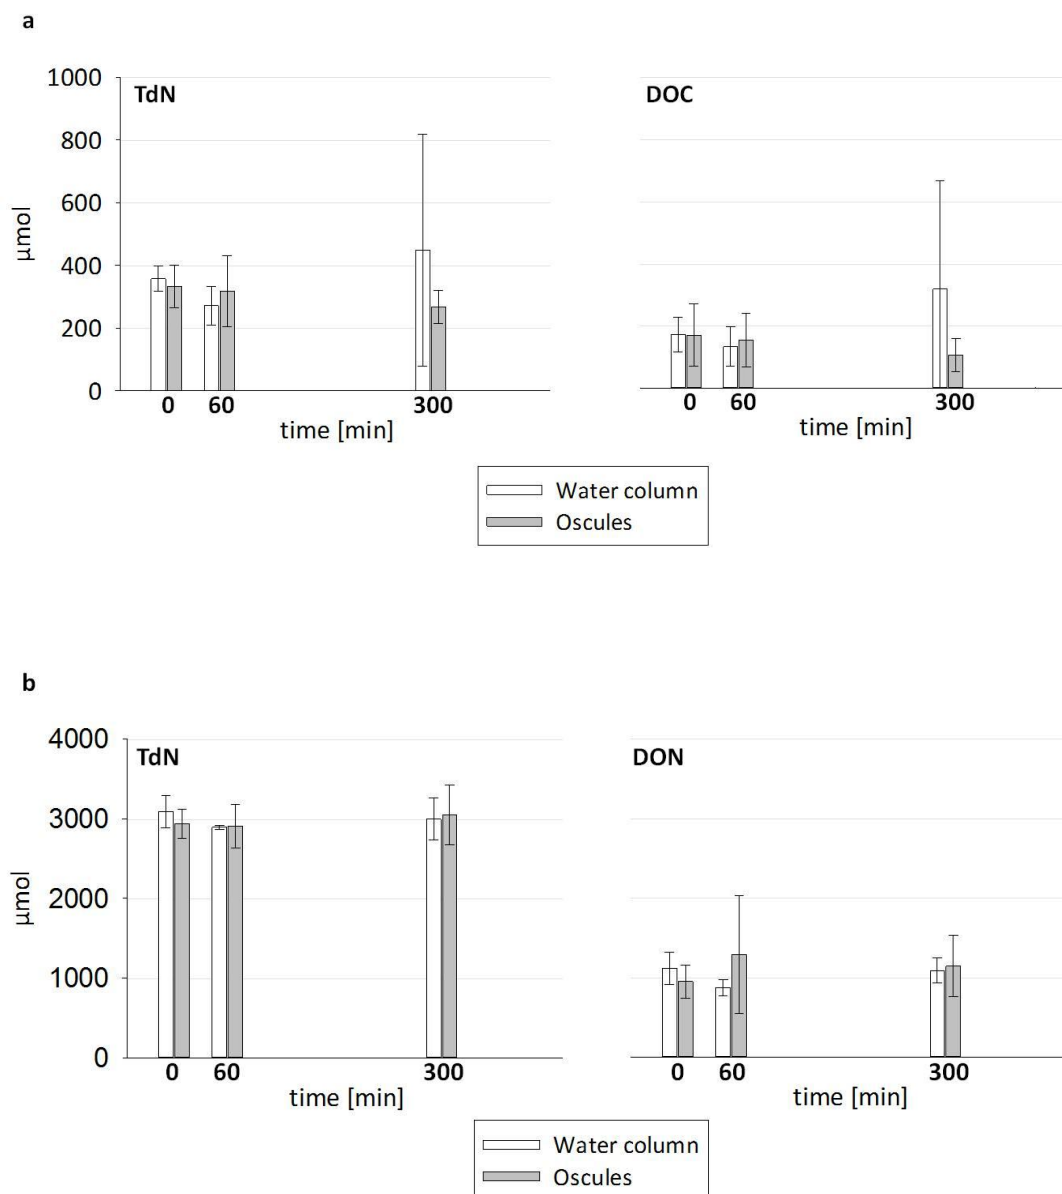 a
TdN
DOC
1000
800
600
400
200
0
µmol
0 60 300
time [min]
0 60 300
time [min]
Water column
Oscules
b
TdN
DON
4000
3000
2000
1000
0
µmol
0 60 300
time [min]
0 60 300
time [min]
Water column
Oscules